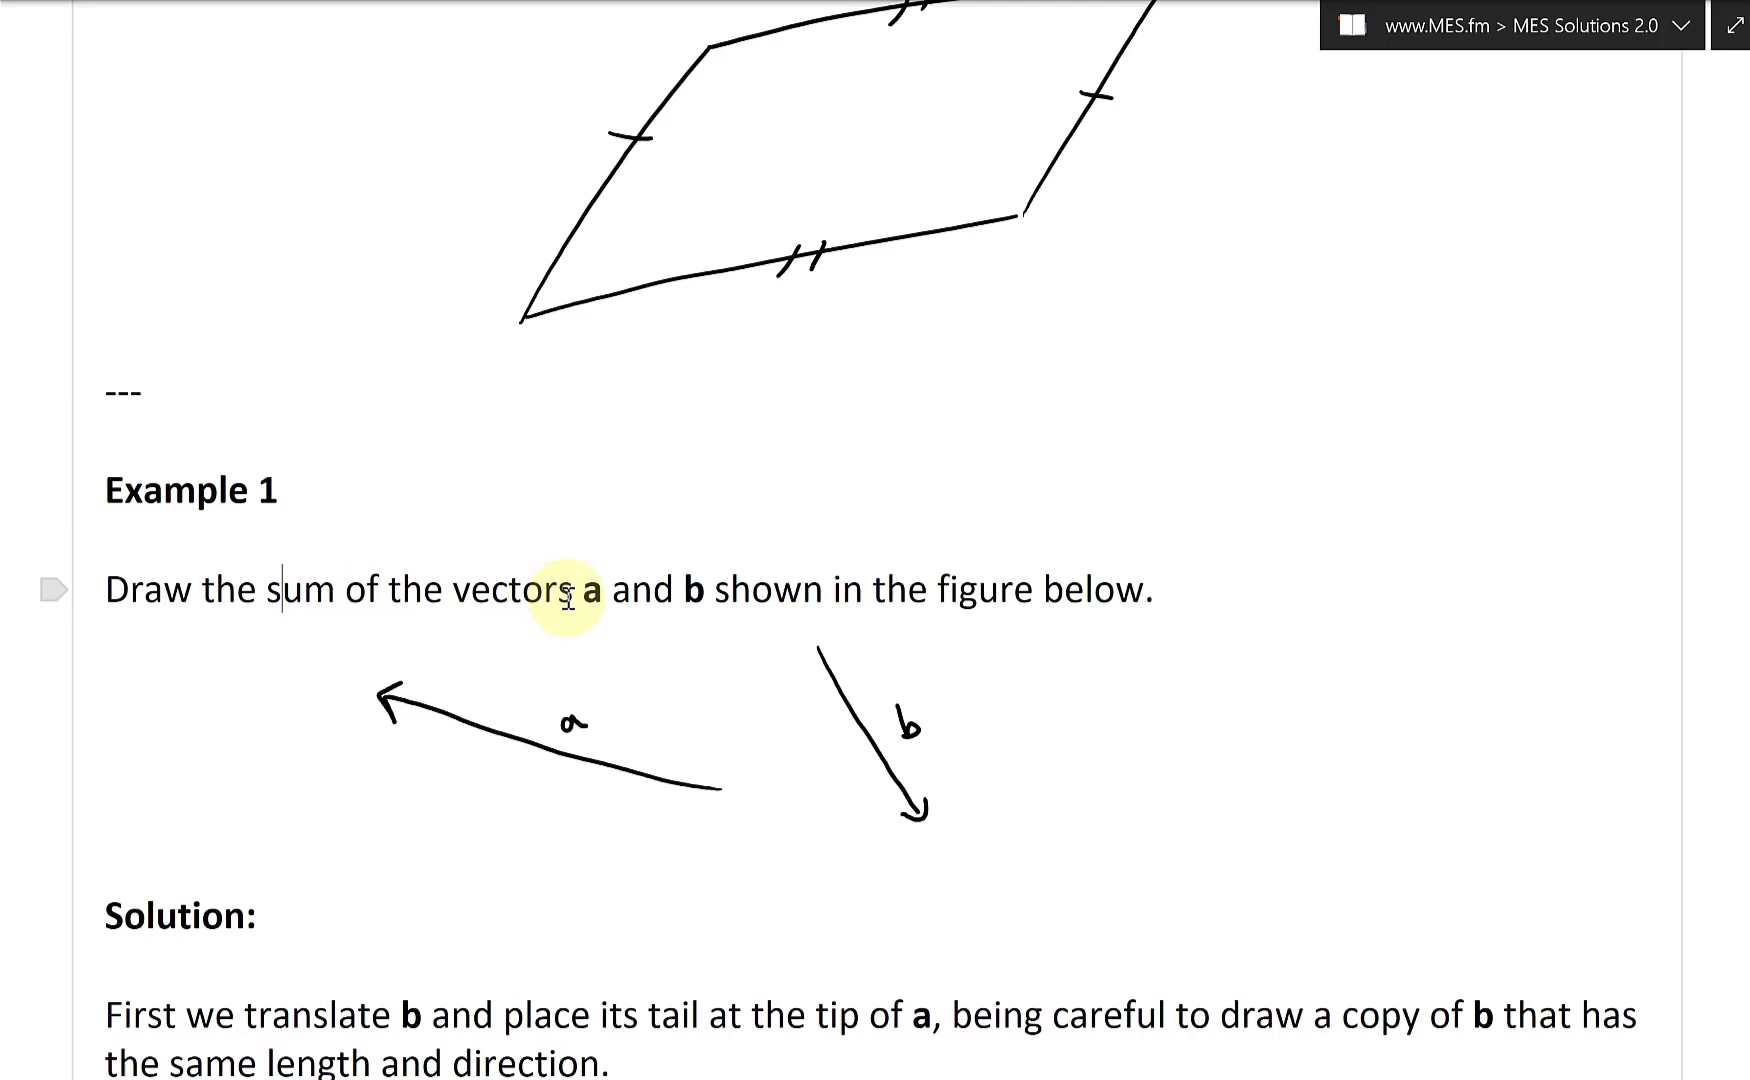 www.MES.fm > MES Solutions 2.0
---
Example 1
Draw the sum of the vectors a and b shown in the figure below.
a
b
Solution:
First we translate b and place its tail at the tip of a, being careful to draw a copy of b that has
the same length and direction.